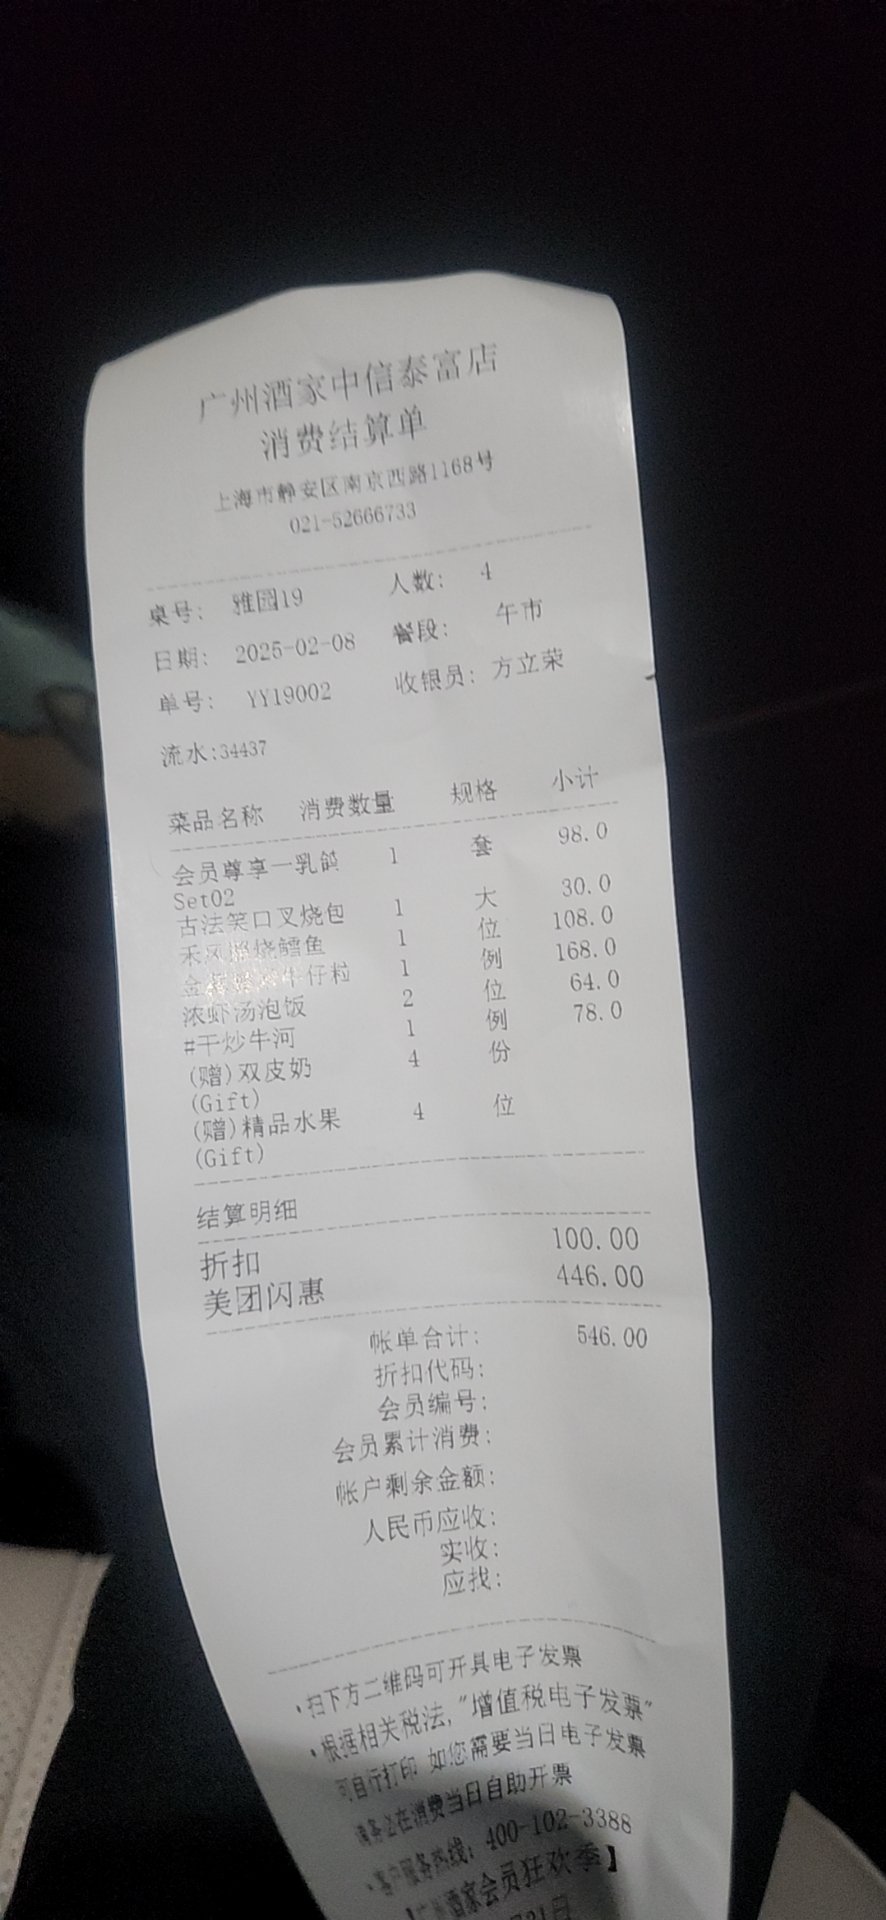 广州酒家中信泰富店
消费结算单
上海市静安区南京西路1168号
021-52666733
桌号: 雅园19 人数: 4
日期: 2025-02-08 餐段: 午市
单号: YY19002 收银员: 方立荣
流水:34437
菜品名称 消费数量 规格 小计
会员尊享一乳鸽 1 套 98.0
Set02
古法笑口叉烧包 1 大 30.0
禾风 烧鳕鱼 1 位 108.0
金 牛仔粒 1 例 168.0
浓虾汤泡饭 2 位 64.0
#干炒牛河 1 例 78.0
(赠)双皮奶 4 份
(Gift)
(赠)精品水果 4 位
(Gift)
结算明细
折扣 100.00
美团闪惠 446.00
帐单合计: 546.00
折扣代码:
会员编号:
会员累计消费:
帐户剩余金额:
人民币应收:
实收:
应找:
·扫下方二维码可开具电子发票
·根据相关税法,"增值税电子发票"
可自行打印 如您需要当日电子发票
请务必在消费当日自助开票
·客户服务热线: 400-102-3388
【广州酒家会员狂欢季】
月31日